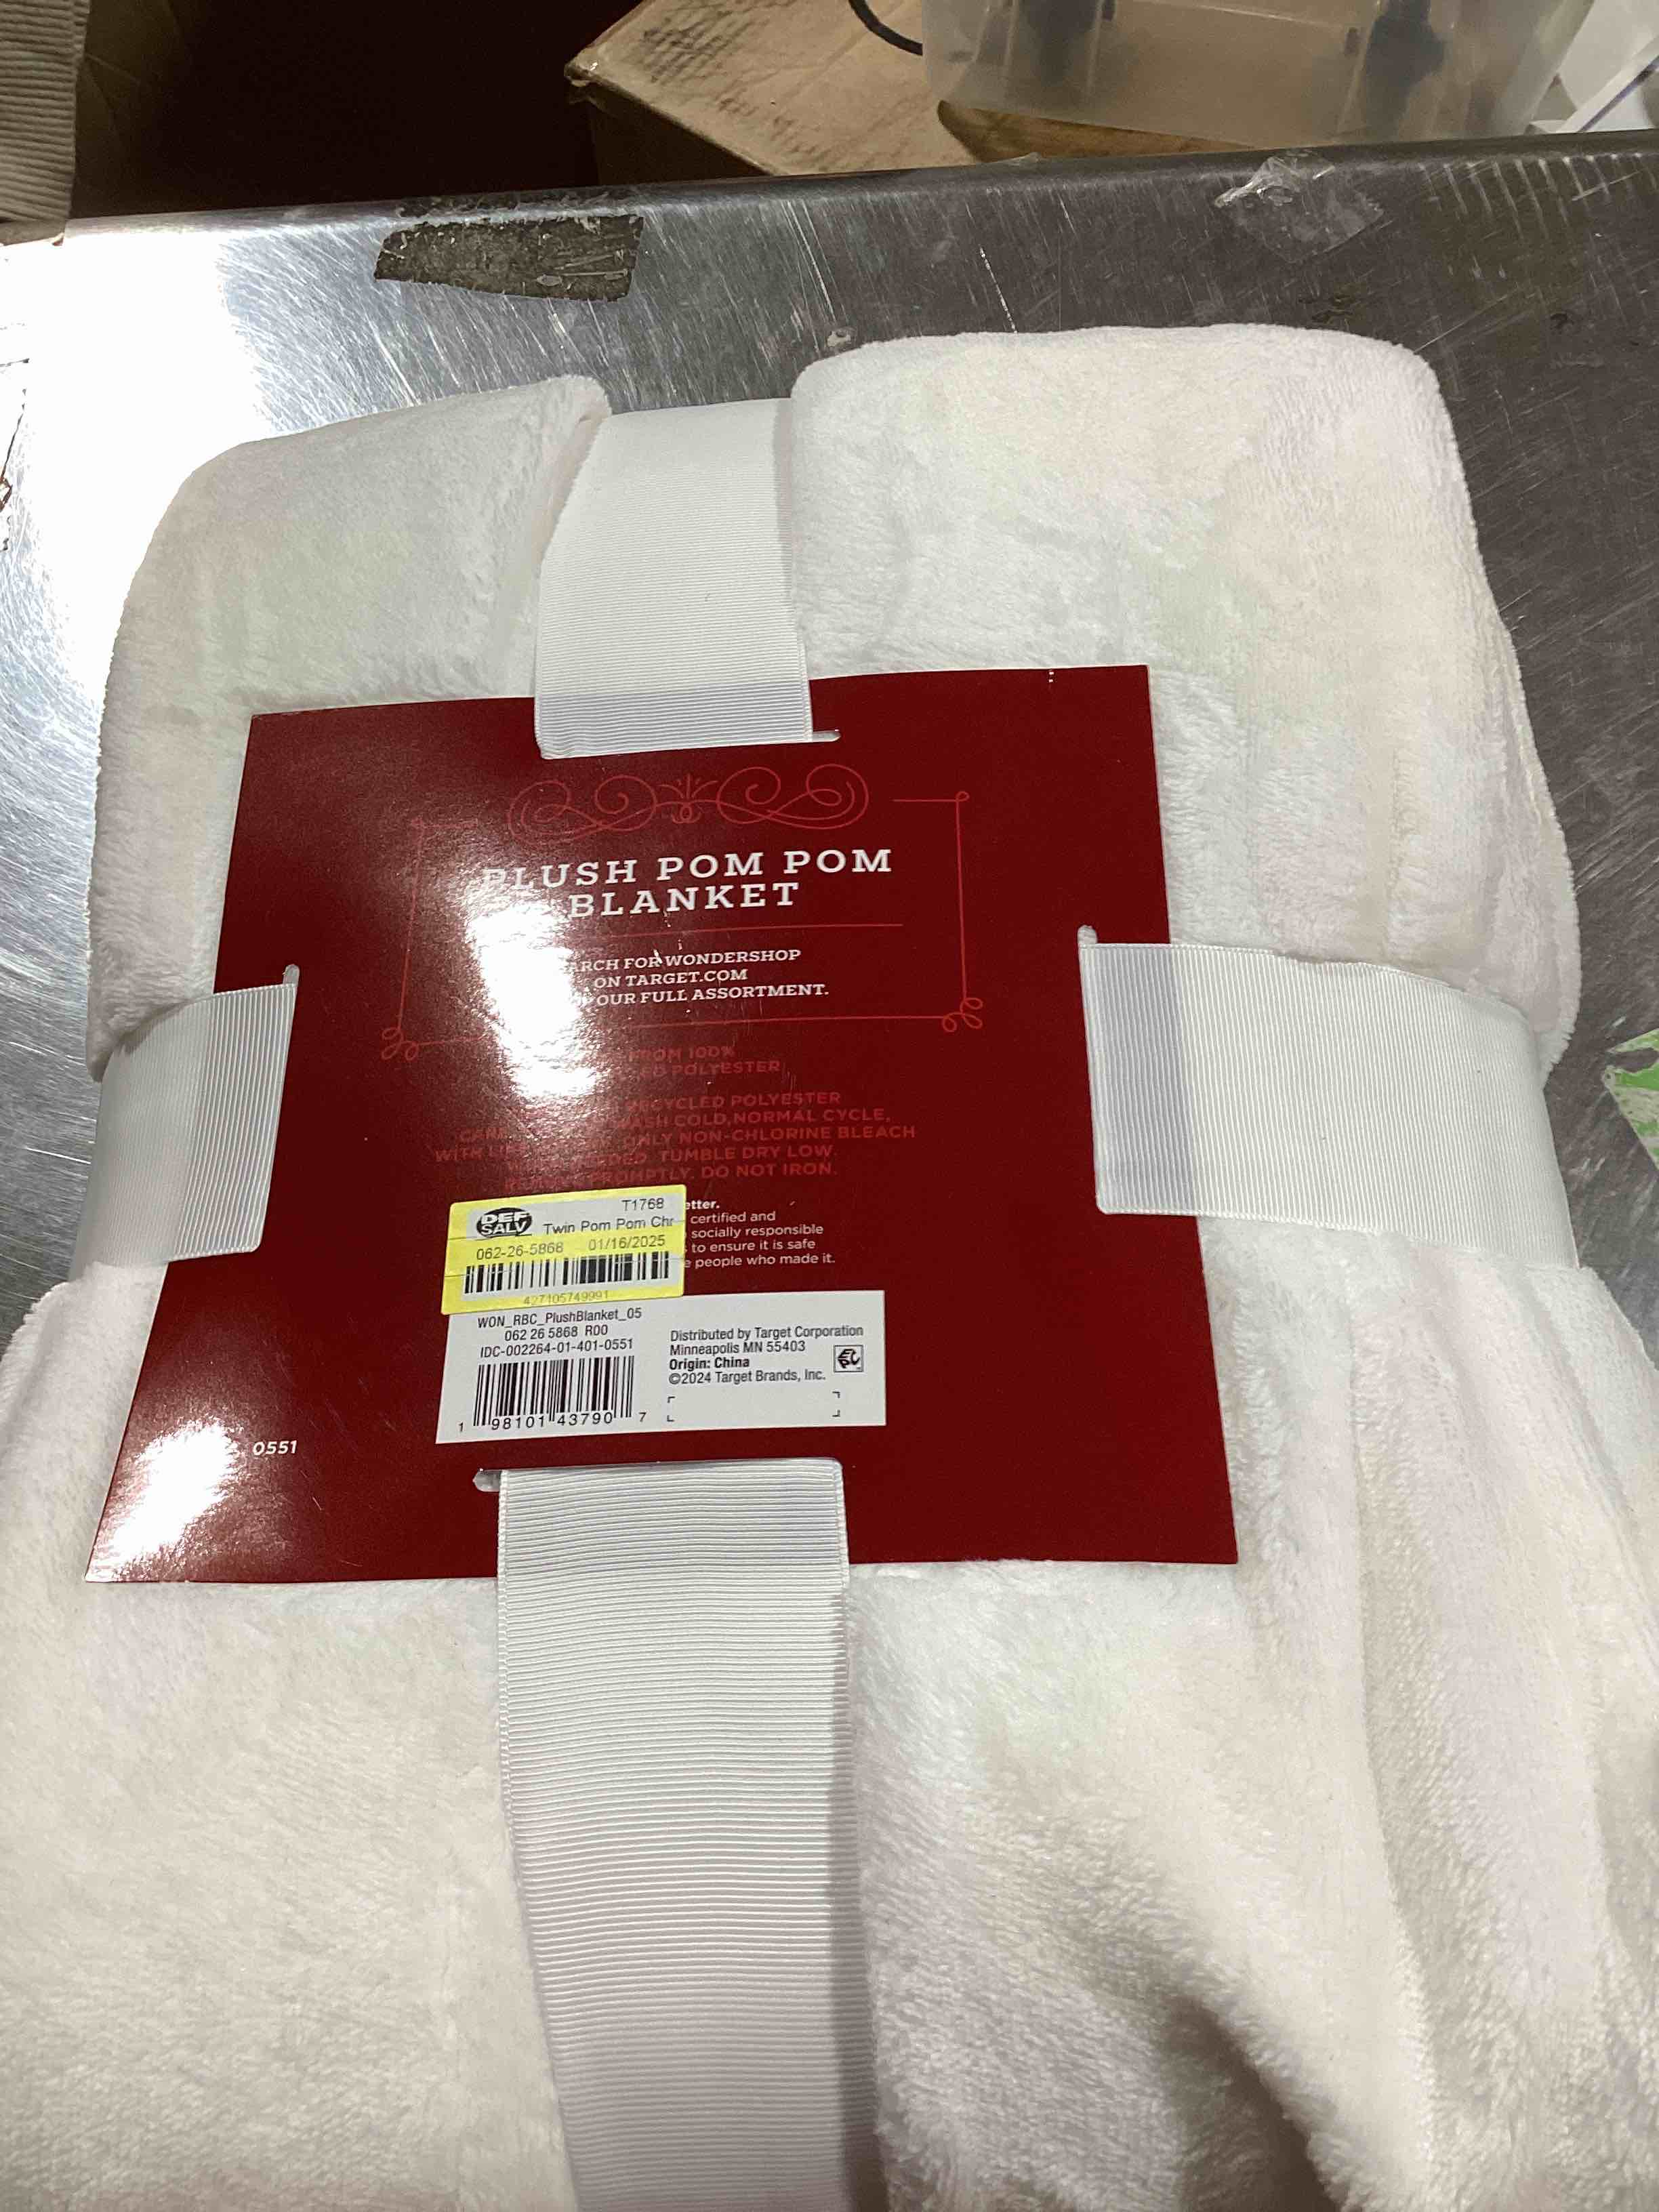 PLUSH POM POM
BLANKET
ARCH FOR WONDERSHOP
ON TARGET.COM
OUR FULL ASSORTMENT.
FROM 100%
POLYESTER
RECYCLED POLYESTER
WASH COLD, NORMAL CYCLE,
ONLY NON-CHLORINE BLEACH
TUMBLE DRY LOW.
PROMPTLY, DO NOT IRON.
etter.
certified and
socially responsible
to ensure it is safe
people who made it.
T1768
DEF
SALV
Twin Pom Pom Chr
062-26-5868 01/16/2025
427105749991
WON_RBC_PlushBlanket_05
062 26 5868 R00
IDC-002264-01-401-0551
1 98101 43790 7
Distributed by Target Corporation
Minneapolis MN 55403
Origin: China
©2024 Target Brands, Inc.
0551